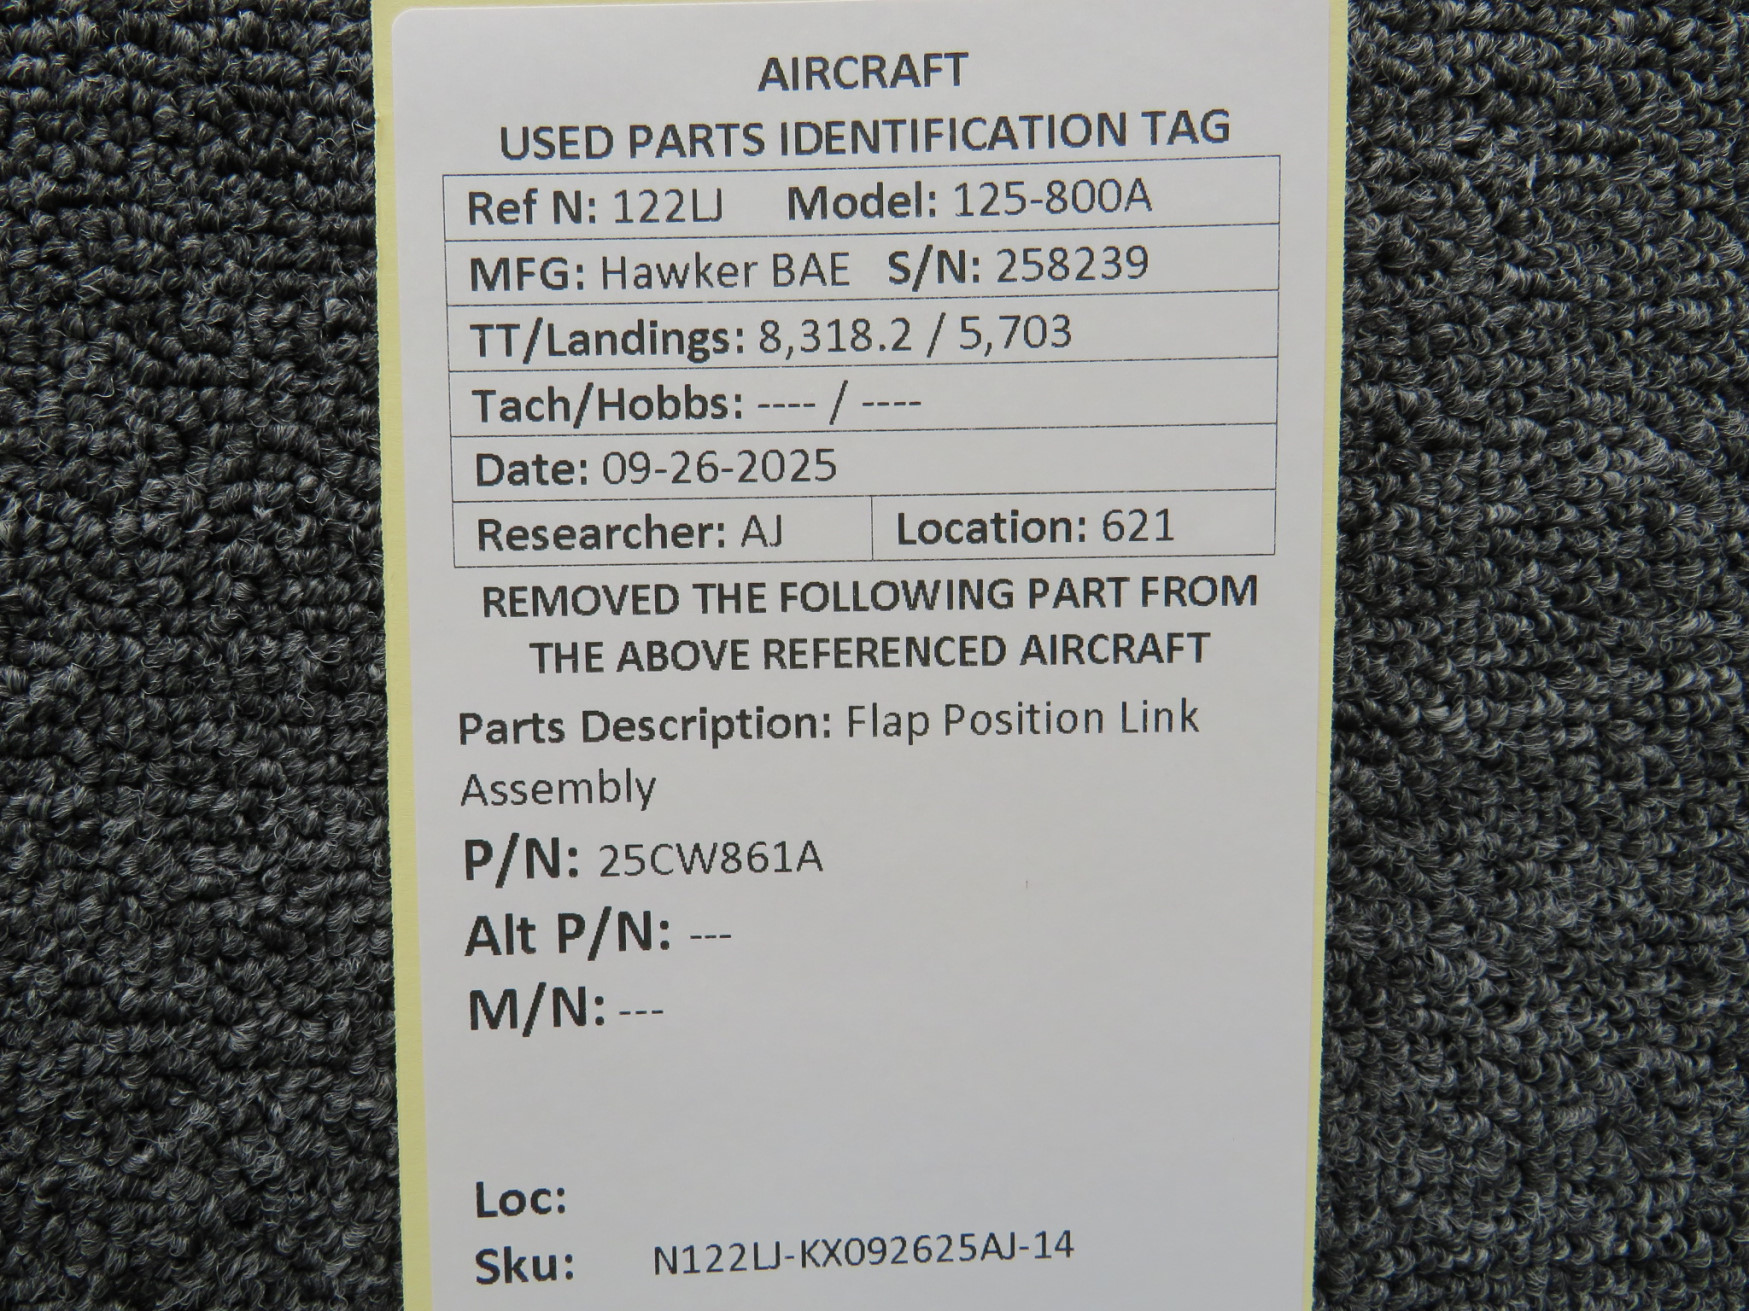 AIRCRAFT
USED PARTS IDENTIFICATION TAG
Ref N: 122LJ Model: 125-800A
MFG: Hawker BAE S/N: 258239
TT/Landings: 8,318.2 / 5,703
Tach/Hobbs: ---- / ----
Date: 09-26-2025
Researcher: AJ Location: 621
REMOVED THE FOLLOWING PART FROM
THE ABOVE REFERENCED AIRCRAFT
Parts Description: Flap Position Link
Assembly
P/N: 25CW861A
Alt P/N: ---
M/N: ---
Loc:
Sku: N122LJ-KX092625AJ-14